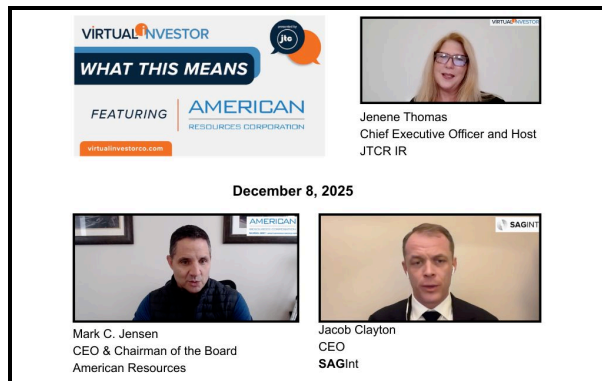 VIRTUAL INVESTOR
presented by
jtc
WHAT THIS MEANS
FEATURING
AMERICAN
RESOURCES CORPORATION
virtualinvestorco.com
VIRTUAL INVESTOR
Jenene Thomas
Chief Executive Officer and Host
JTCR IR
December 8, 2025
AMERICAN
SAGINT
Mark C. Jensen
CEO & Chairman of the Board
American Resources
Jacob Clayton
CEO
SAGInt